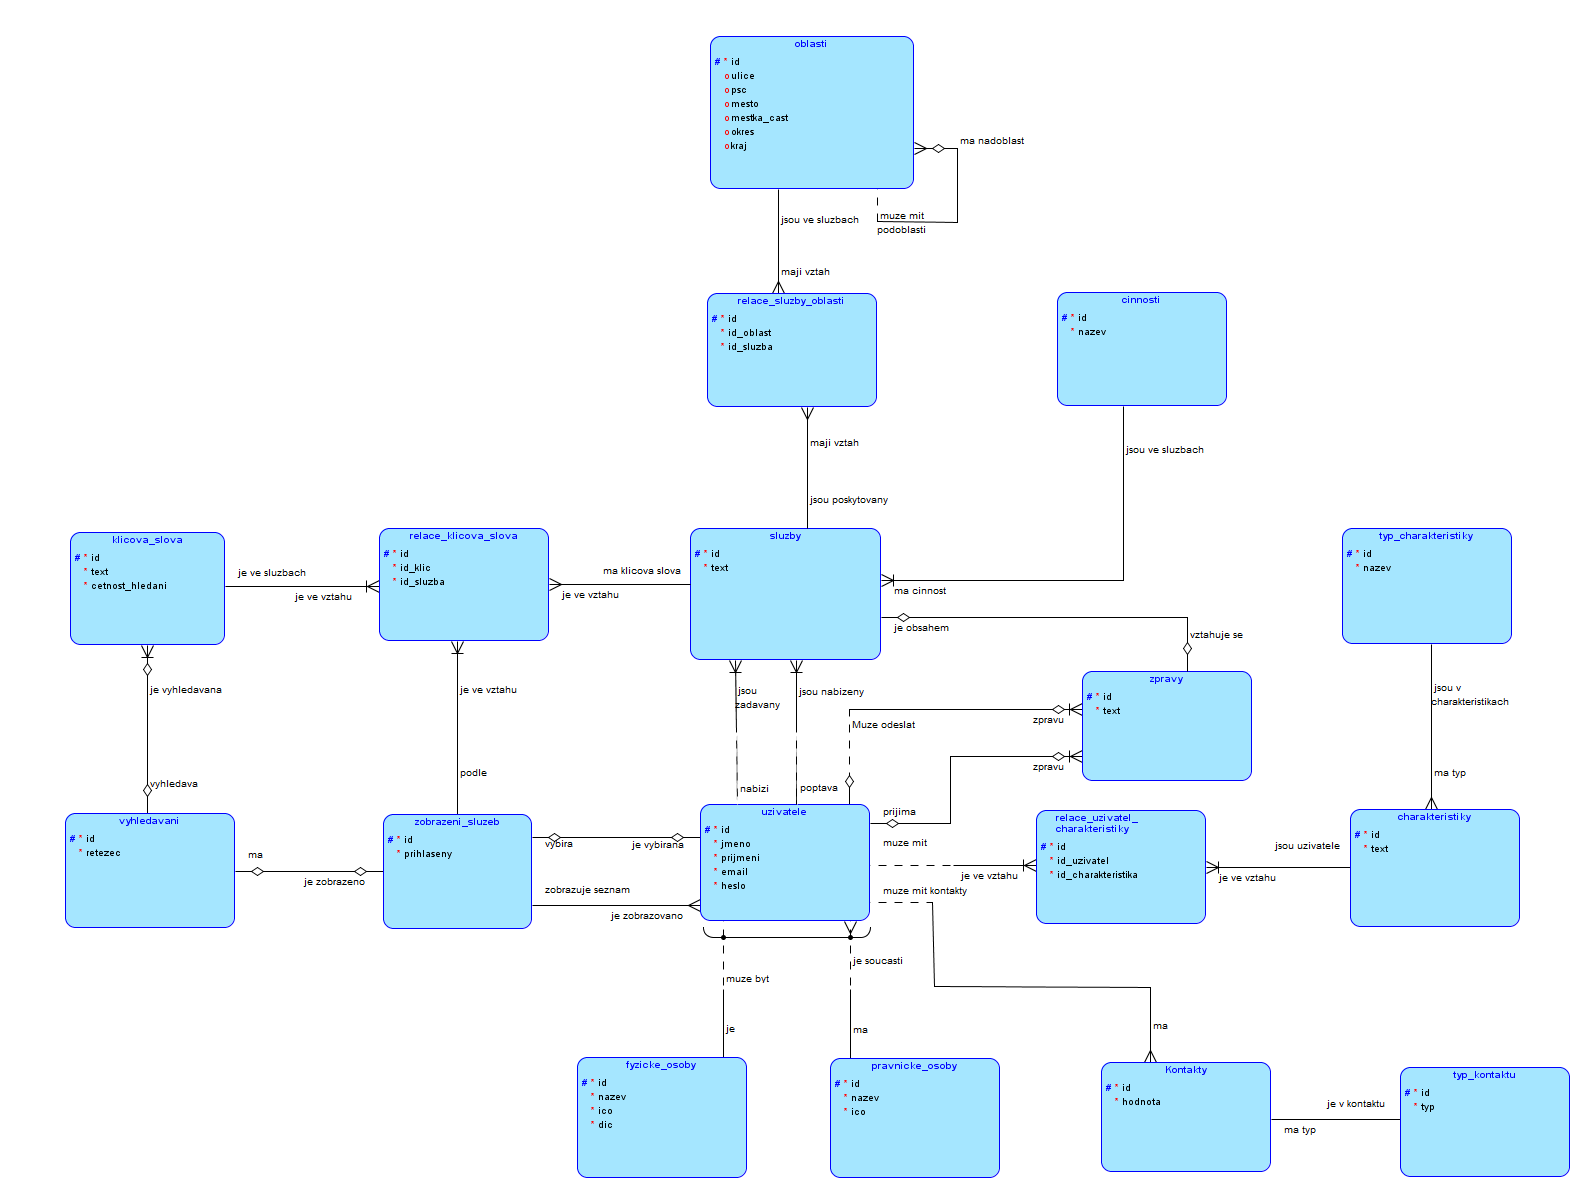 oblasti
# * id
o ulice
o psc
o mesto
o mestka_cast
o okres
o kraj
ma nadoblast
muze mit
podoblasti
jsou ve sluzbach
maji vztah
relace_sluzby_oblasti
# * id
* id_oblast
* id_sluzba
cinnosti
# * id
* nazev
maji vztah
jsou ve sluzbach
jsou poskytovany
klicova_slova
# * id
* text
* cetnost_hledani
je ve sluzbach
je ve vztahu
relace_klicova_slova
# * id
* id_klic
* id_sluzba
ma klicova slova
je ve vztahu
sluzby
# * id
* text
ma cinnost
je obsahem
vztahuje se
typ_charakteristiky
# * id
* nazev
je vyhledavana
vyhledava
je ve vztahu
podle
jsou
zadavany
nabizi
jsou nabizeny
poptava
zpravy
# * id
* text
Muze odeslat
zpravu
zpravu
prijima
jsou v
charakteristikach
ma typ
vyhledavani
# * id
* retezec
ma
je zobrazeno
zobrazeni_sluzeb
# * id
* prihlaseny
vybira
je vybirana
zobrazuje seznam
je zobrazovano
uzivatele
# * id
* jmeno
* prijmeni
* email
* heslo
muze mit
je ve vztahu
muze mit kontakty
relace_uzivatel_
charakteristiky
# * id
* id_uzivatel
* id_charakteristika
jsou uzivatele
je ve vztahu
charakteristiky
# * id
* text
muze byt
je
je soucasti
ma
ma
fyzicke_osoby
# * id
* nazev
* ico
* dic
pravnicke_osoby
# * id
* nazev
* ico
Kontakty
# * id
* hodnota
je v kontaktu
ma typ
typ_kontaktu
# * id
* typ